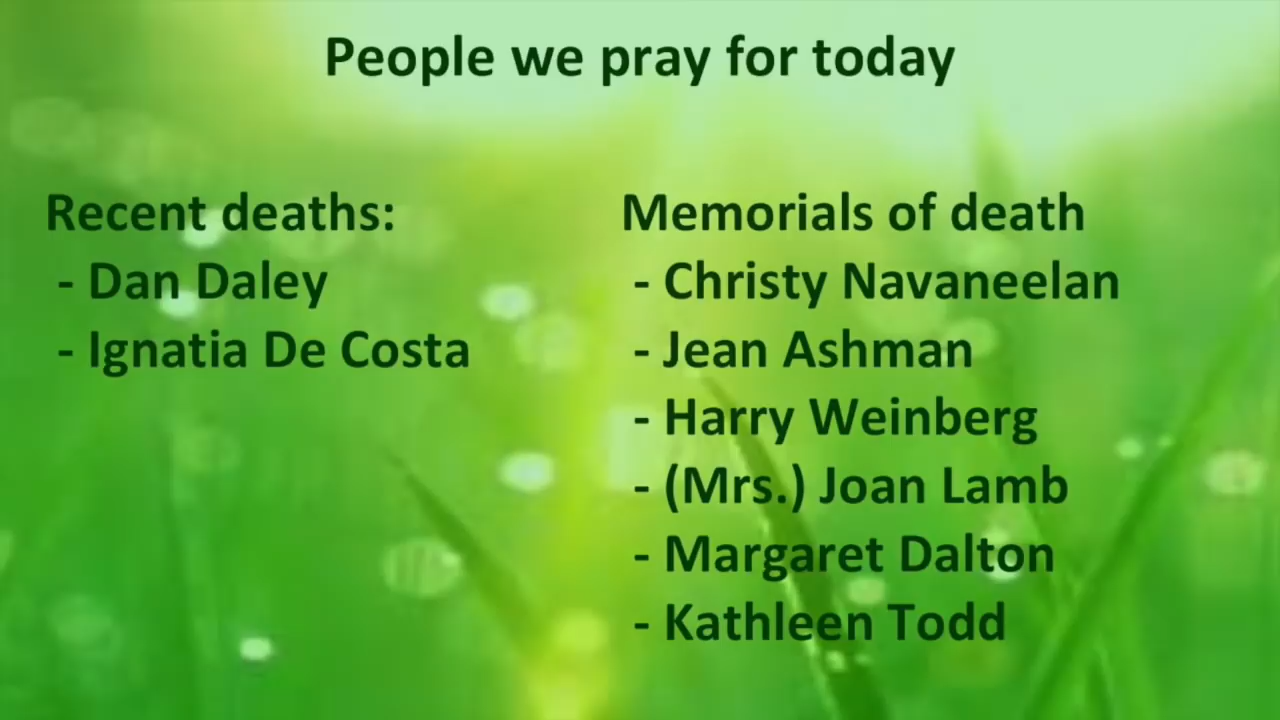 People we pray for today
Recent deaths:
- Dan Daley
- Ignatia De Costa
Memorials of death
- Christy Navaneelan
- Jean Ashman
- Harry Weinberg
- (Mrs.) Joan Lamb
- Margaret Dalton
- Kathleen Todd